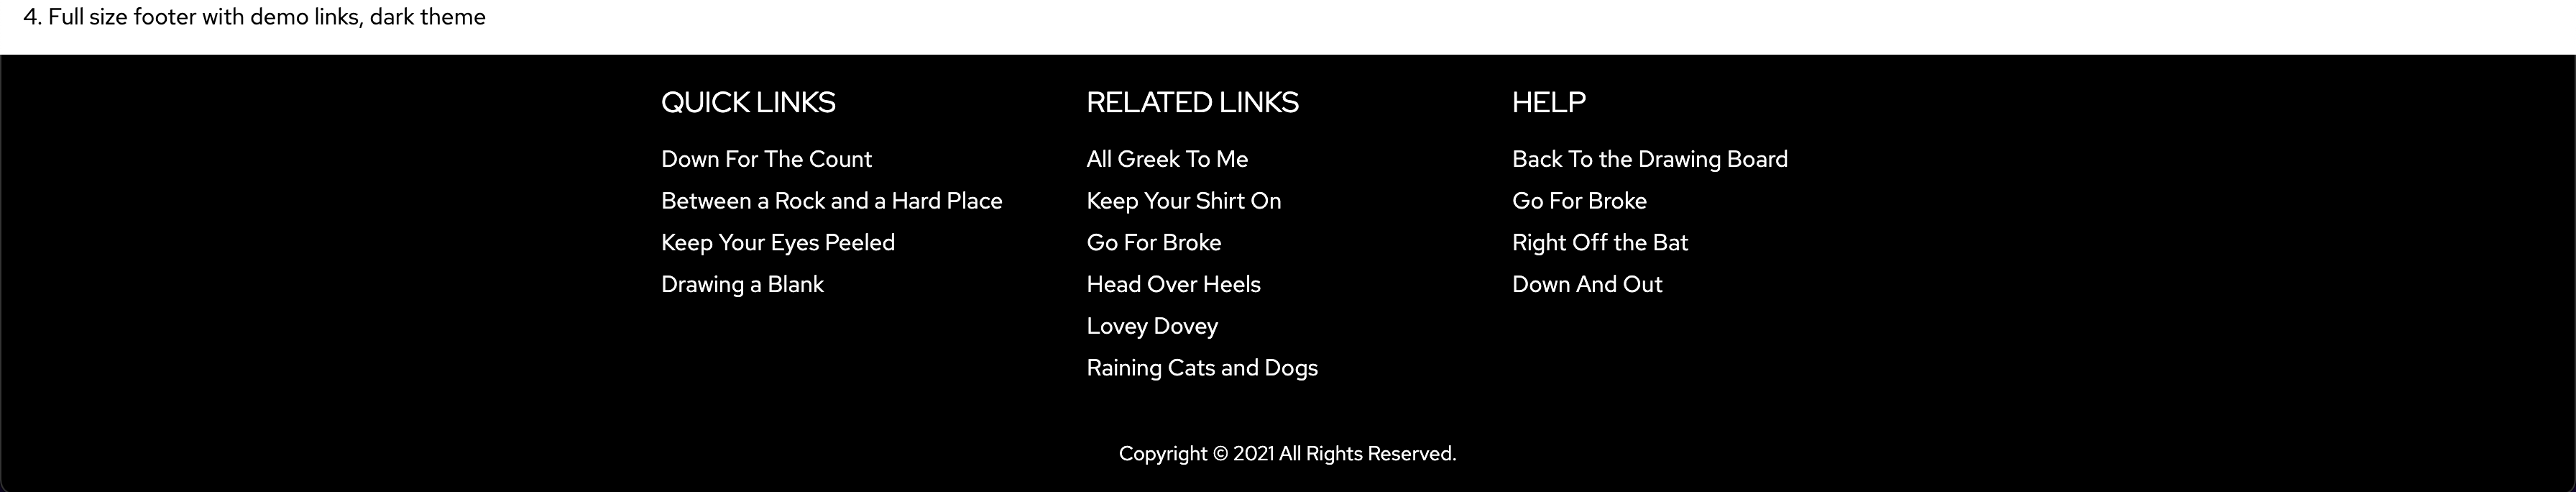 4. Full size footer with demo links, dark theme
QUICK LINKS
Down For The Count
Between a Rock and a Hard Place
Keep Your Eyes Peeled
Drawing a Blank
RELATED LINKS
All Greek To Me
Keep Your Shirt On
Go For Broke
Head Over Heels
Lovey Dovey
Raining Cats and Dogs
HELP
Back To the Drawing Board
Go For Broke
Right Off the Bat
Down And Out
Copyright © 2021 All Rights Reserved.